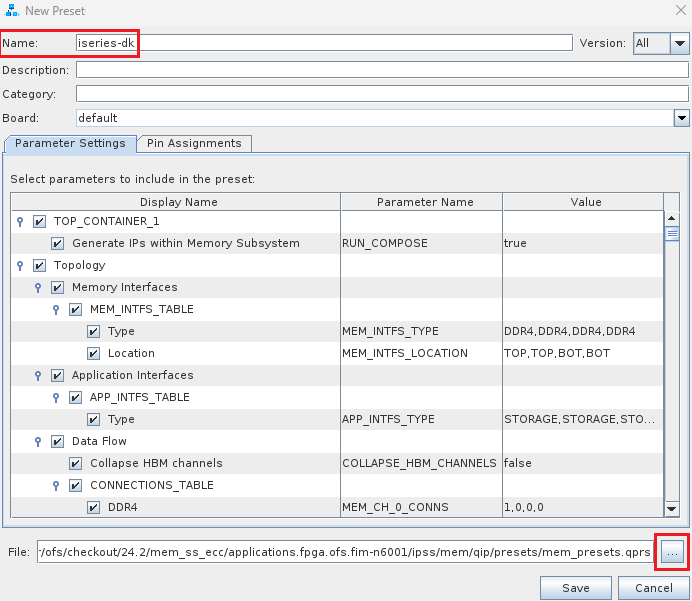 New Preset
Name: iseries-dk Version: All
Description:
Category:
Board: default
Parameter Settings Pin Assignments
Select parameters to include in the preset:
Display Name Parameter Name Value
TOP_CONTAINER_1
Generate IPs within Memory Subsystem RUN_COMPOSE true
Topology
Memory Interfaces
MEM_INTFS_TABLE
Type MEM_INTFS_TYPE DDR4,DDR4,DDR4,DDR4
Location MEM_INTFS_LOCATION TOP,TOP,BOT,BOT
Application Interfaces
APP_INTFS_TABLE
Type APP_INTFS_TYPE STORAGE,STORAGE,STO...
Data Flow
Collapse HBM channels COLLAPSE_HBM_CHANNELS false
CONNECTIONS_TABLE
DDR4 MEM_CH_0_CONNS 1,0,0,0
File: /ofs/checkout/24.2/mem_ss_ecc/applications.fpga.ofs.fim-n6001/ipss/mem/qip/presets/mem_presets.qprs ...
Save Cancel